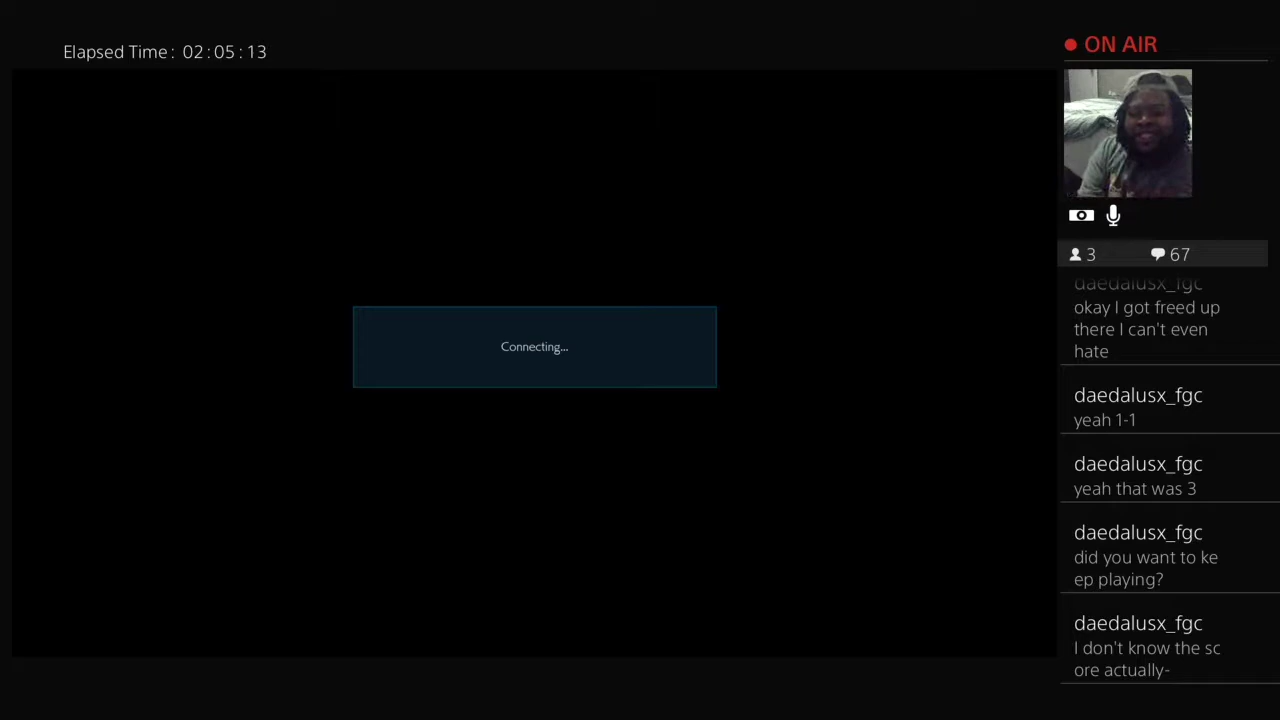 Elapsed Time: 02:05:13
ON AIR
3 67
daedalusx_fgc
okay I got freed up
there I can't even
hate
daedalusx_fgc
yeah 1-1
Connecting...
daedalusx_fgc
yeah that was 3
daedalusx_fgc
did you want to ke
ep playing?
daedalusx_fgc
I don't know the sc
ore actually-